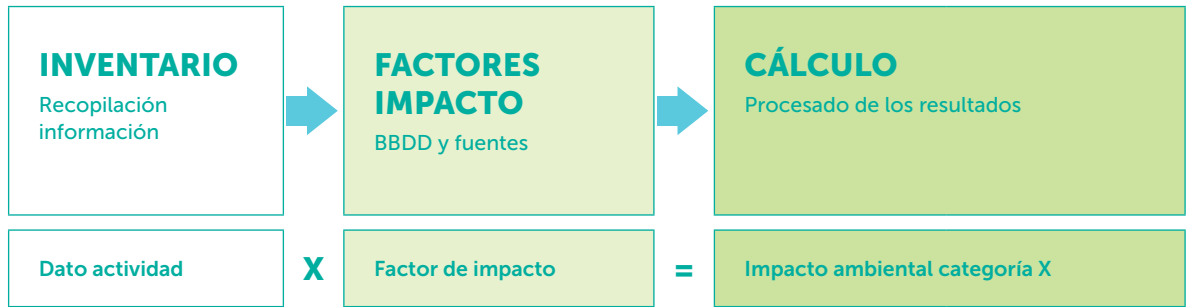 INVENTARIO
Recopilación
información
FACTORES
IMPACTO
BBDD y fuentes
CÁLCULO
Procesado de los resultados
Dato actividad
X
Factor de impacto
=
Impacto ambiental categoría X